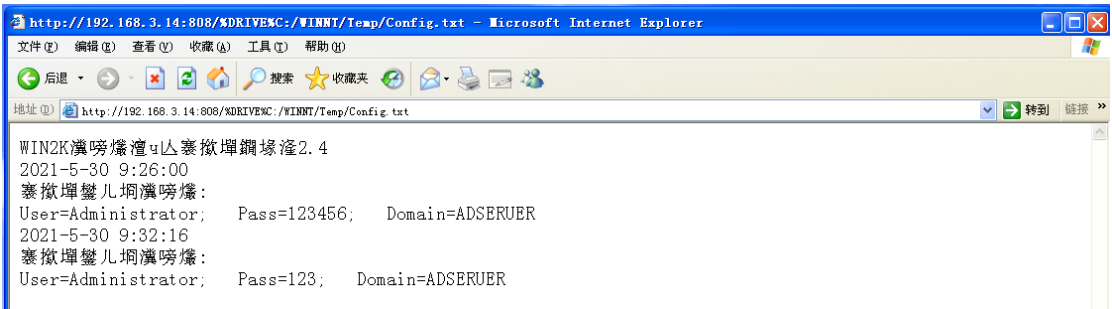 http://192.168.3.14:808/%DRIVE%C:/WINNT/Temp/Config.txt - Microsoft Internet Explorer
文件(F) 编辑(E) 查看(V) 收藏(A) 工具(T) 帮助(H)
后退 搜索 收藏夹
地址(D) http://192.168.3.14:808/%DRIVE%C:/WINNT/Temp/Config.txt 转到 链接 »
2021-5-30 9:26:00
User=Administrator; Pass=123456; Domain=ADSERUER
2021-5-30 9:32:16
User=Administrator; Pass=123; Domain=ADSERUER